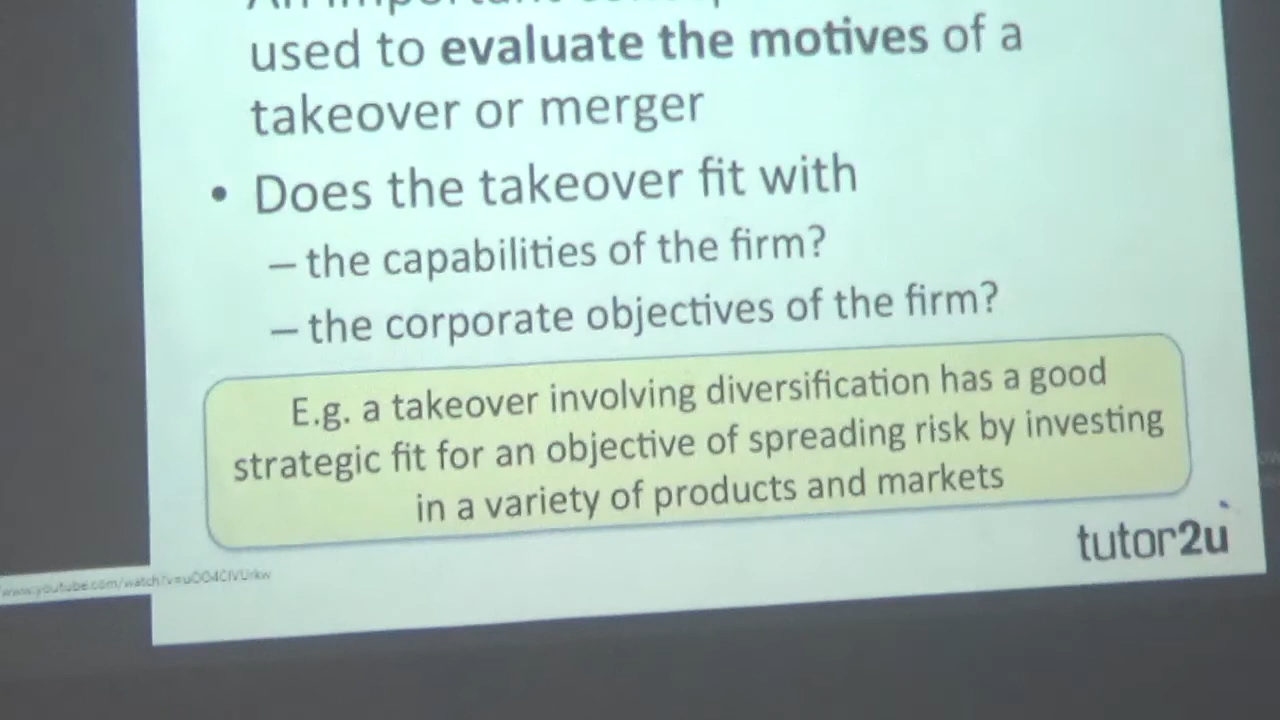 An important
used to evaluate the motives of a
takeover or merger
• Does the takeover fit with
– the capabilities of the firm?
– the corporate objectives of the firm?
E.g. a takeover involving diversification has a good
strategic fit for an objective of spreading risk by investing
in a variety of products and markets
tutor2u